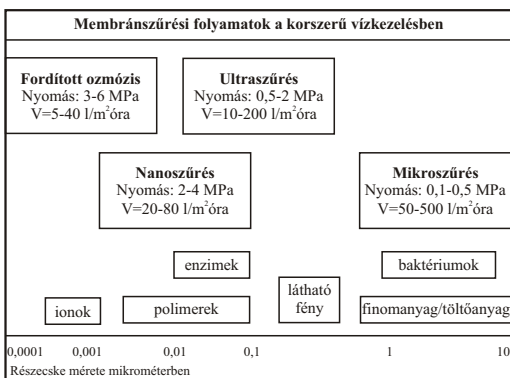 Membránszűrési folyamatok a korszerű vízkezelésben
Fordított ozmózis
Nyomás: 3-6 MPa
V=5-40 l/m²óra
Ultraszűrés
Nyomás: 0,5-2 MPa
V=10-200 l/m²óra
Nanoszűrés
Nyomás: 2-4 MPa
V=20-80 l/m²óra
Mikroszűrés
Nyomás: 0,1-0,5 MPa
V=50-500 l/m²óra
enzimek
baktériumok
ionok
polimerek
látható
fény
finomanyag/töltőanyag
0,0001 0,001 0,01 0,1 1 10
Részecske mérete mikrométerben